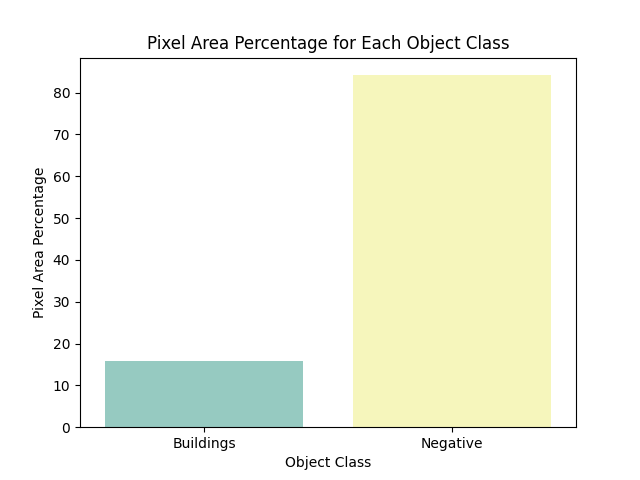 Pixel Area Percentage for Each Object Class
Pixel Area Percentage
80
70
60
50
40
30
20
10
0
Buildings
Negative
Object Class